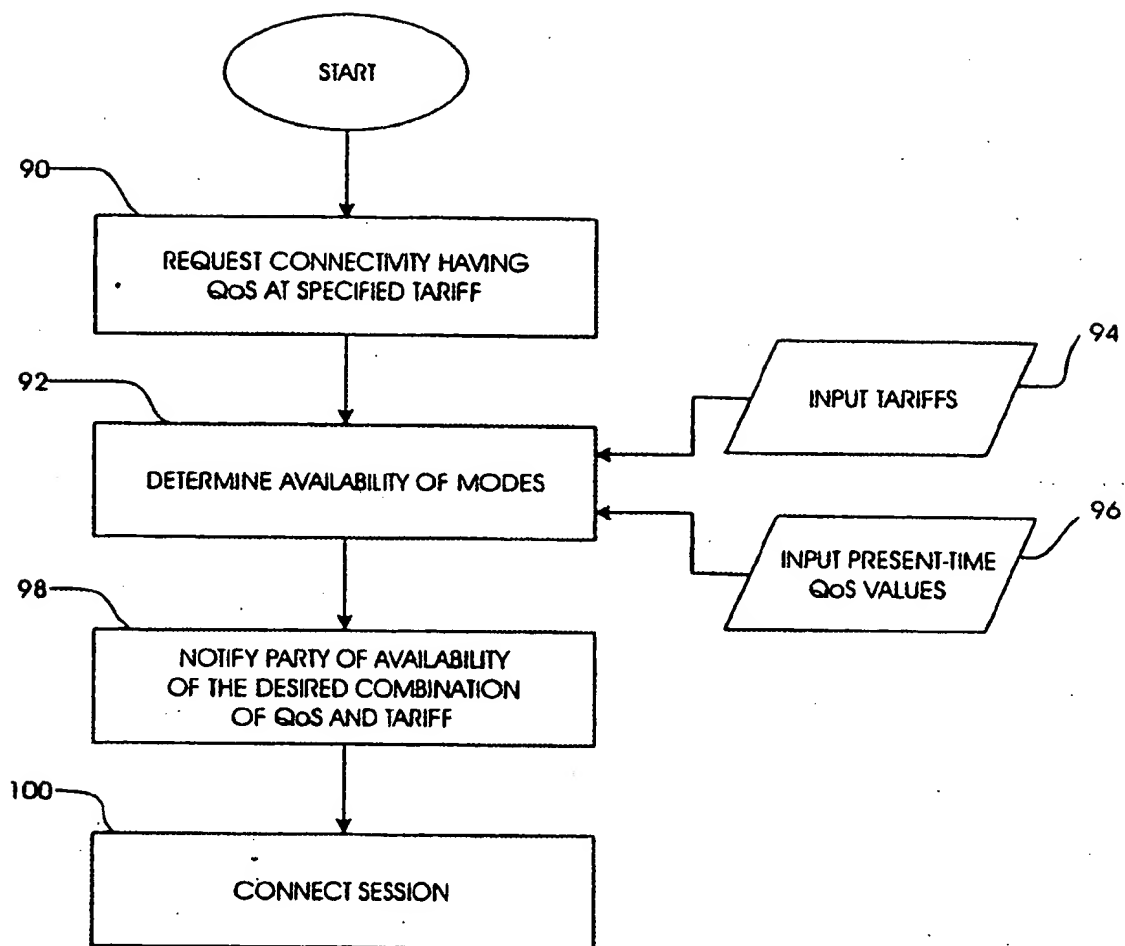 START
90
REQUEST CONNECTIVITY HAVING
QoS AT SPECIFIED TARIFF
94
92
INPUT TARIFFS
DETERMINE AVAILABILITY OF MODES
96
INPUT PRESENT-TIME
QoS VALUES
98
NOTIFY PARTY OF AVAILABILITY
OF THE DESIRED COMBINATION
OF QoS AND TARIFF
100
CONNECT SESSION